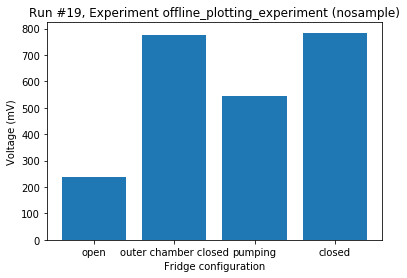 Run #19, Experiment offline_plotting_experiment (nosample)
Voltage (mV)
800
700
600
500
400
300
200
100
0
open outer chamber closed pumping closed
Fridge configuration